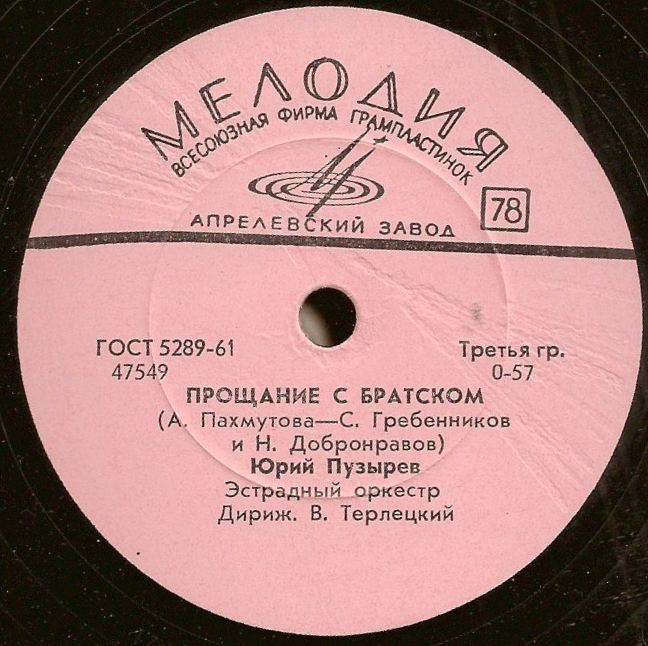 МЕЛОДИЯ
ВСЕСОЮЗНАЯ ФИРМА ГРАМПЛАСТИНОК
АПРЕЛЕВСКИЙ ЗАВОД
78
ГОСТ 5289-61
Третья гр.
47549
0-57
ПРОЩАНИЕ С БРАТСКОМ
(А. Пахмутова—С. Гребенников
и Н. Добронравов)
Юрий Пузырев
Эстрадный оркестр
Дириж. В. Терлецкий